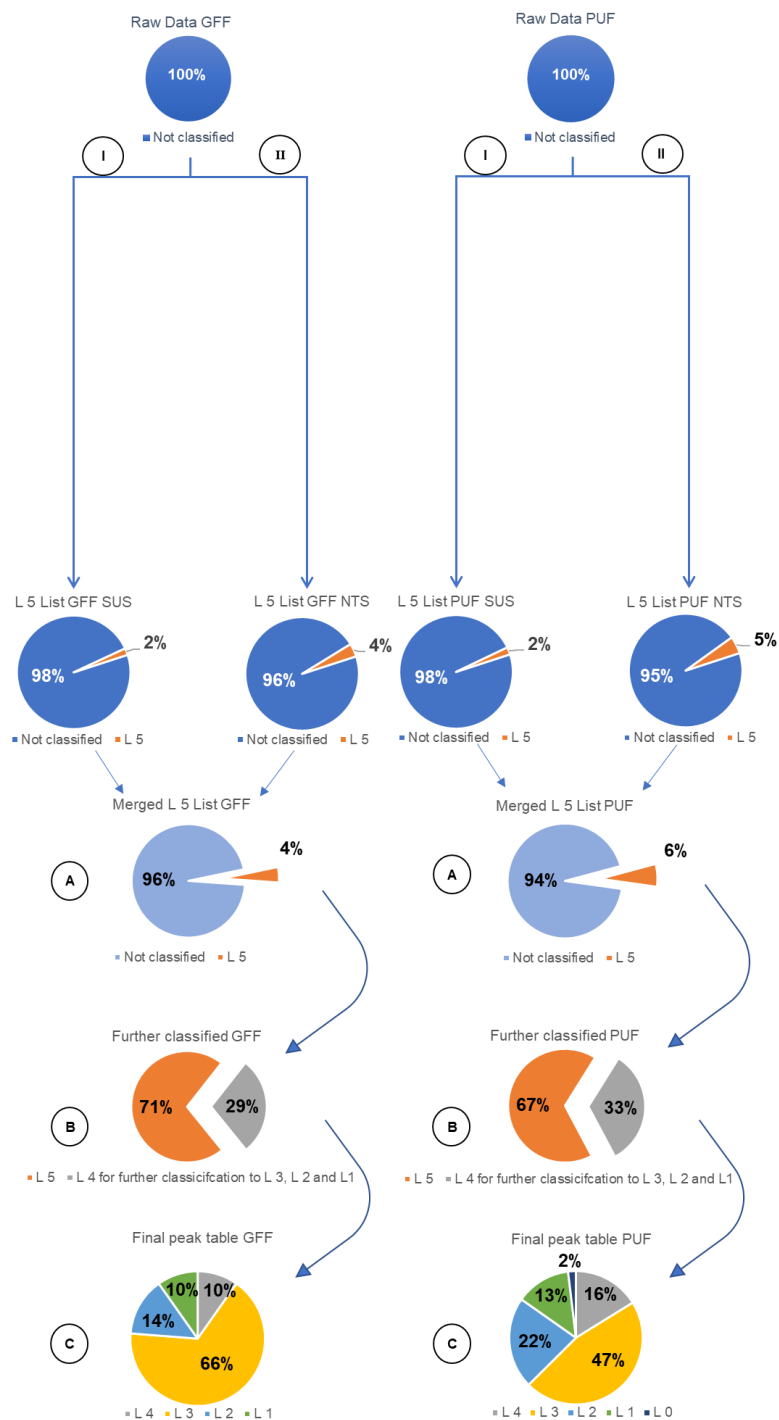 Raw Data GFF
Raw Data PUF
100%
100%
Not classified
Not classified
I
II
I
II
L 5 List GFF SUS
L 5 List GFF NTS
L 5 List PUF SUS
L 5 List PUF NTS
2%
98%
4%
96%
2%
98%
5%
95%
Not classified L 5
Not classified L 5
Not classified L 5
Not classified L 5
Merged L 5 List GFF
Merged L 5 List PUF
A
96%
4%
A
94%
6%
Not classified L 5
Not classified L 5
Further classified GFF
Further classified PUF
B
71%
29%
B
67%
33%
L 5 L 4 for further classicifcation to L 3, L 2 and L1
L 5 L 4 for further classicifcation to L 3, L 2 and L1
Final peak table GFF
Final peak table PUF
C
10%
10%
14%
66%
C
2%
13%
16%
22%
47%
L 4 L 3 L 2 L 1
L 4 L 3 L 2 L 1 L 0